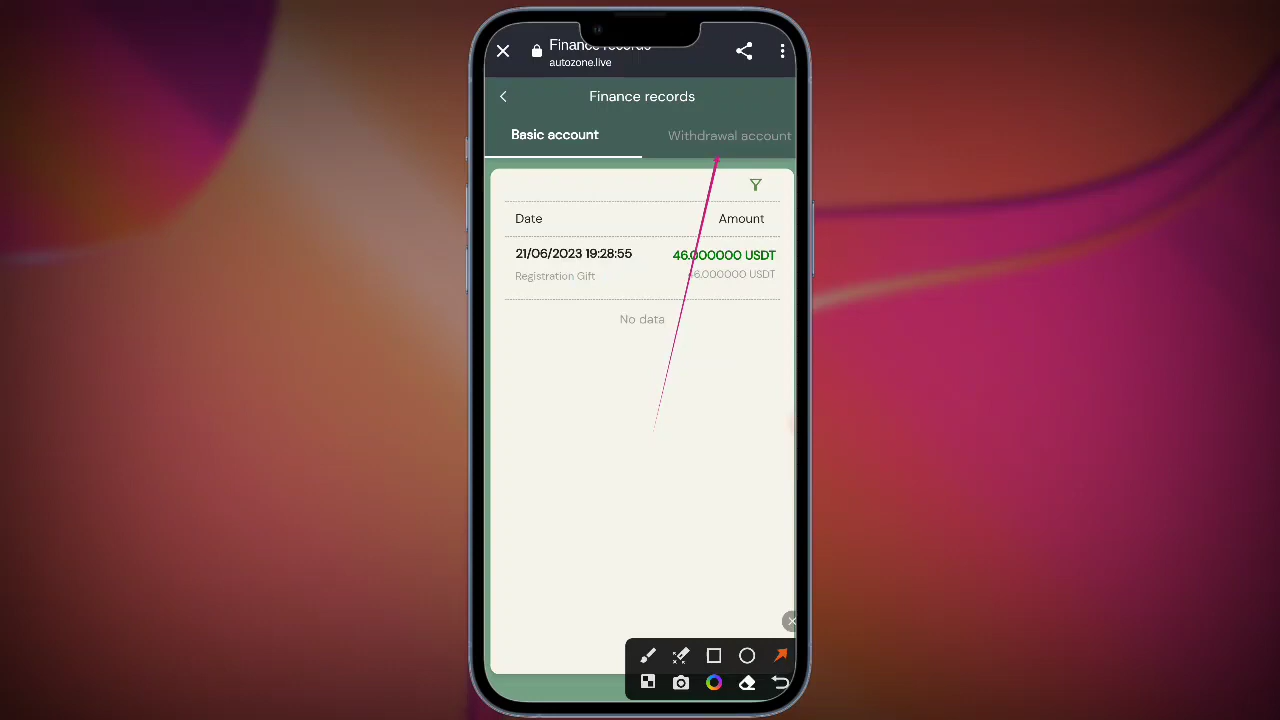 Finance records
autozone.live
Finance records
Basic account
Withdrawal account
Date
Amount
21/06/2023 19:28:55
46.000000 USDT
Registration Gift
46.000000 USDT
No data